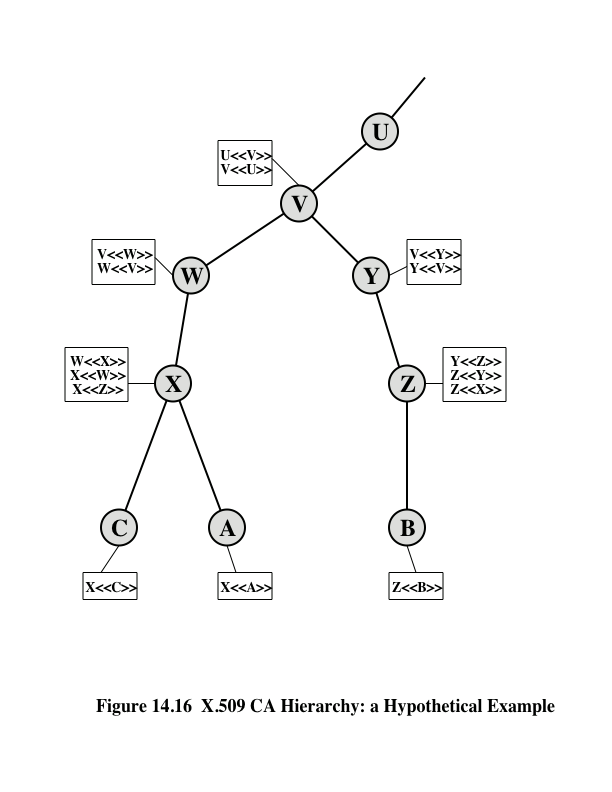 U
U<<V>>
V<<U>>
V
V<<W>>
W<<V>>
W
Y
V<<Y>>
Y<<V>>
W<<X>>
X<<W>>
X<<Z>>
X
Z
Y<<Z>>
Z<<Y>>
Z<<X>>
C
A
B
X<<C>>
X<<A>>
Z<<B>>
Figure 14.16 X.509 CA Hierarchy: a Hypothetical Example